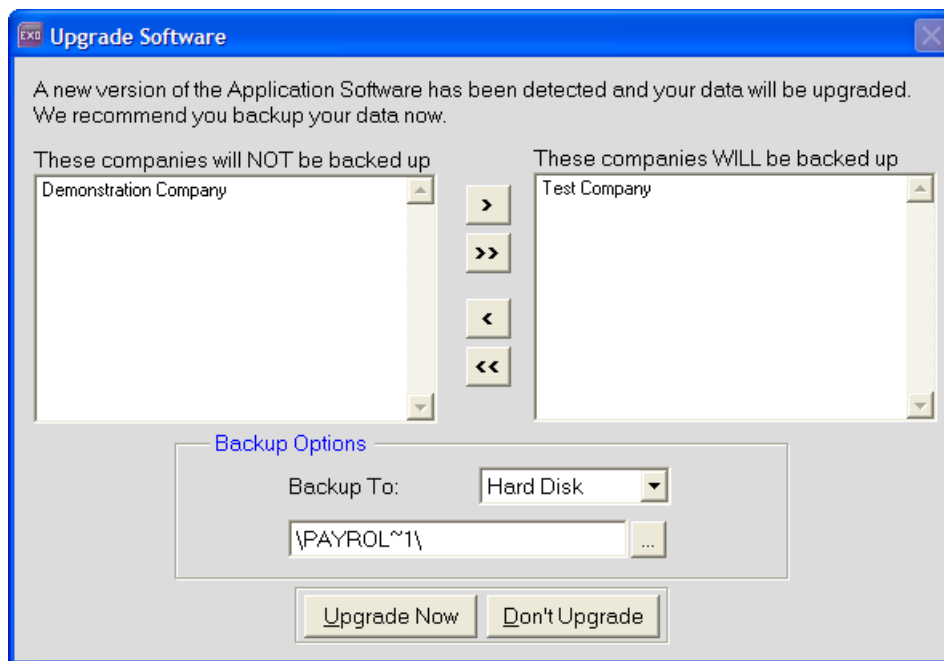 EXO Upgrade Software
A new version of the Application Software has been detected and your data will be upgraded.
We recommend you backup your data now.
These companies will NOT be backed up
Demonstration Company
>
>>
<
<<
These companies WILL be backed up
Test Company
Backup Options
Backup To: Hard Disk
\PAYROL~1\ ...
Upgrade Now Don't Upgrade